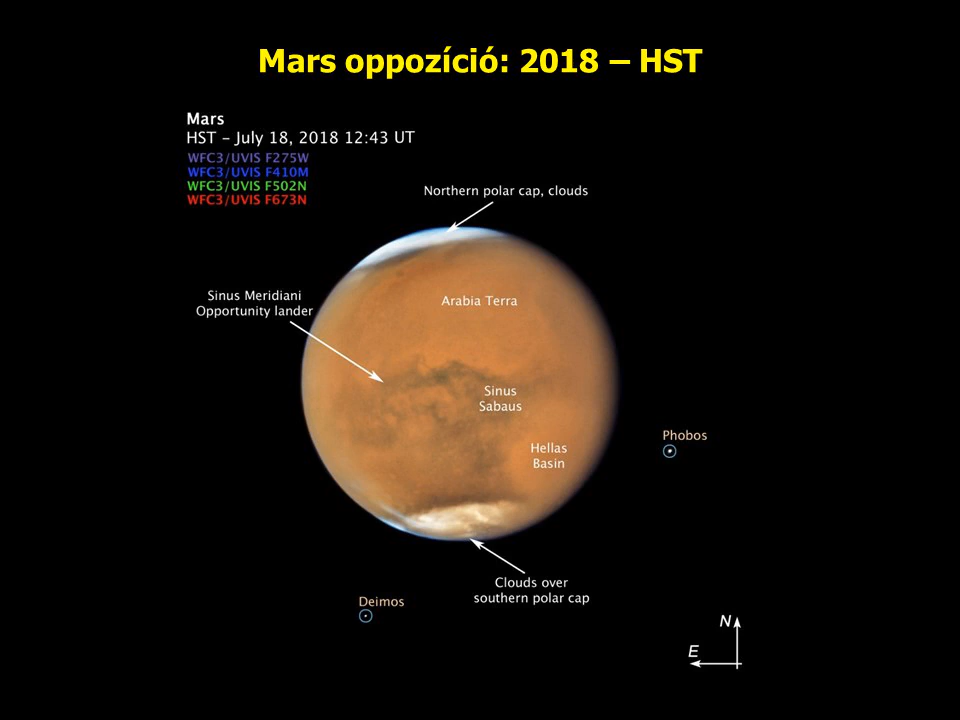 Mars oppozíció: 2018 – HST
Mars
HST – July 18, 2018 12:43 UT
WFC3/UVIS F275W
WFC3/UVIS F410M
WFC3/UVIS F502N
WFC3/UVIS F673N
Northern polar cap, clouds
Sinus Meridiani
Opportunity lander
Arabia Terra
Sinus
Sabaus
Hellas
Basin
Phobos
Clouds over
southern polar cap
Deimos
N
E